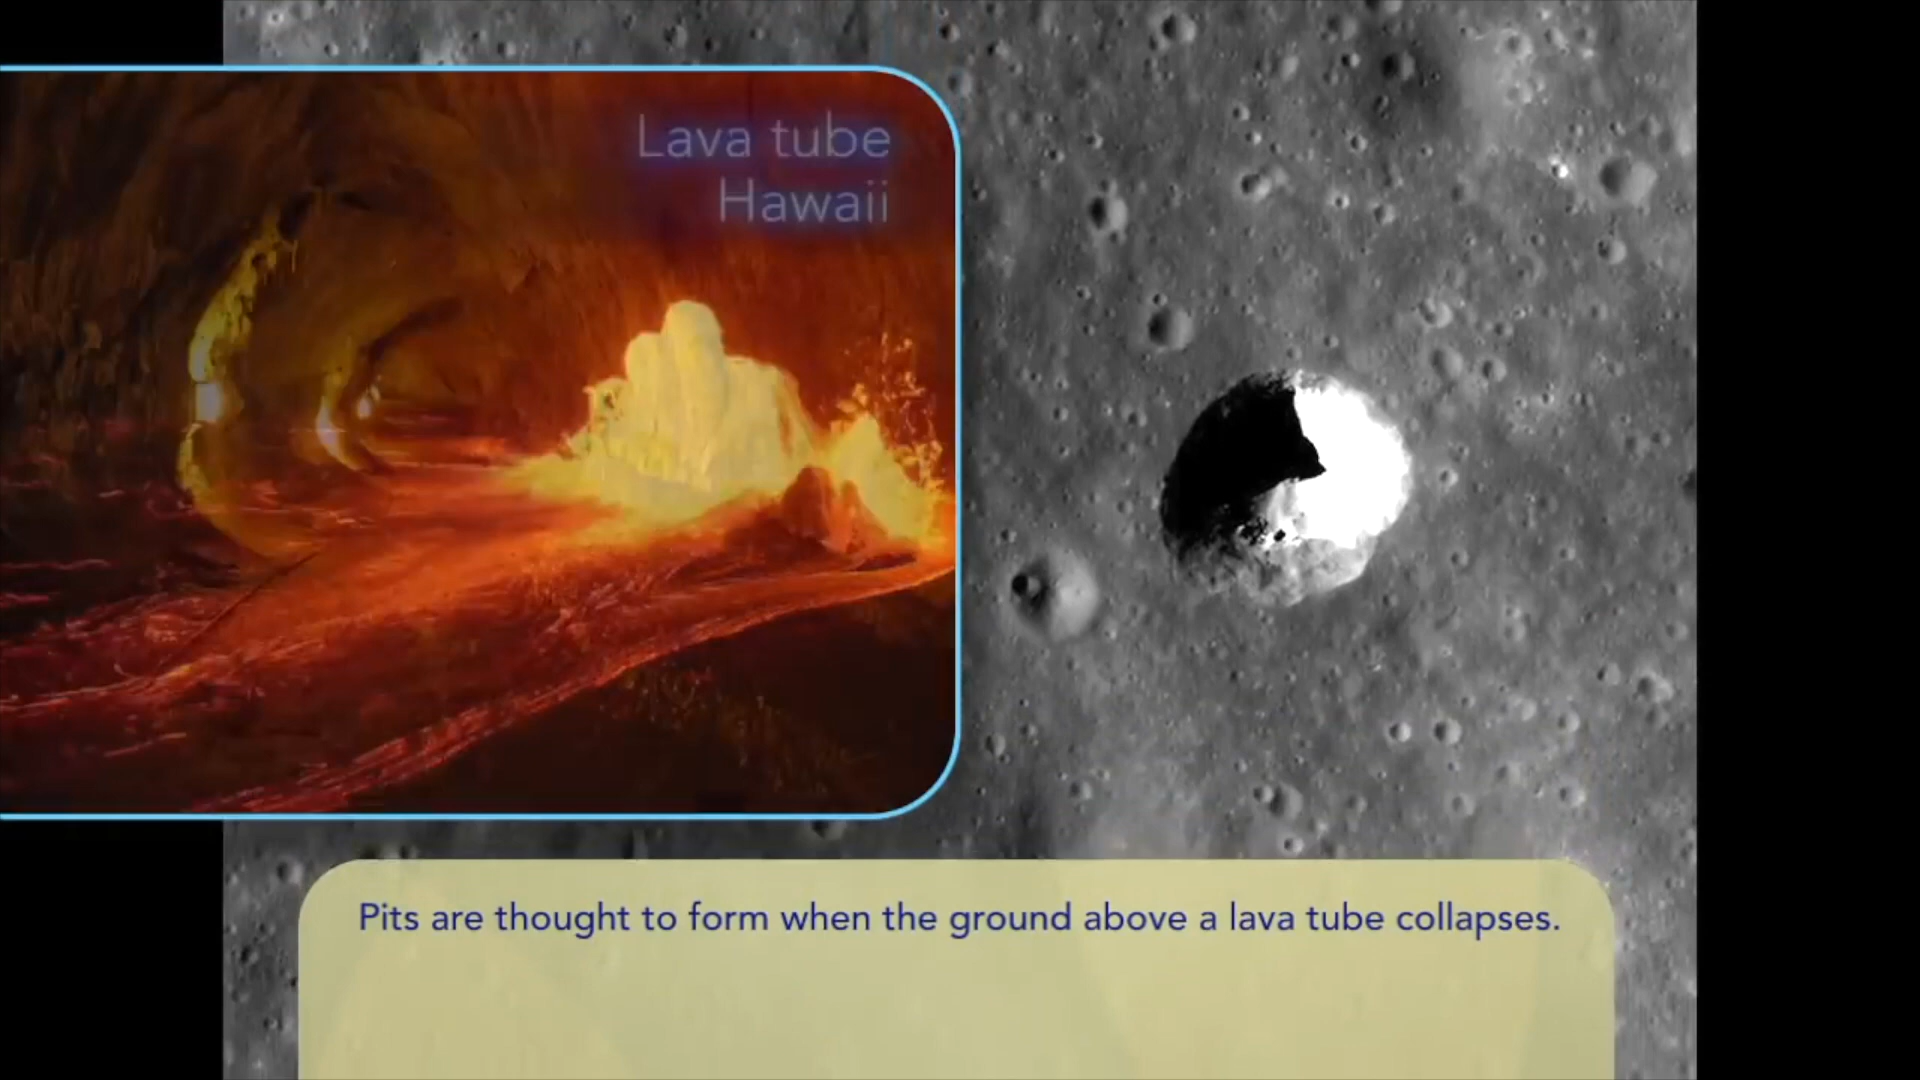 Lava tube
Hawaii
Pits are thought to form when the ground above a lava tube collapses.